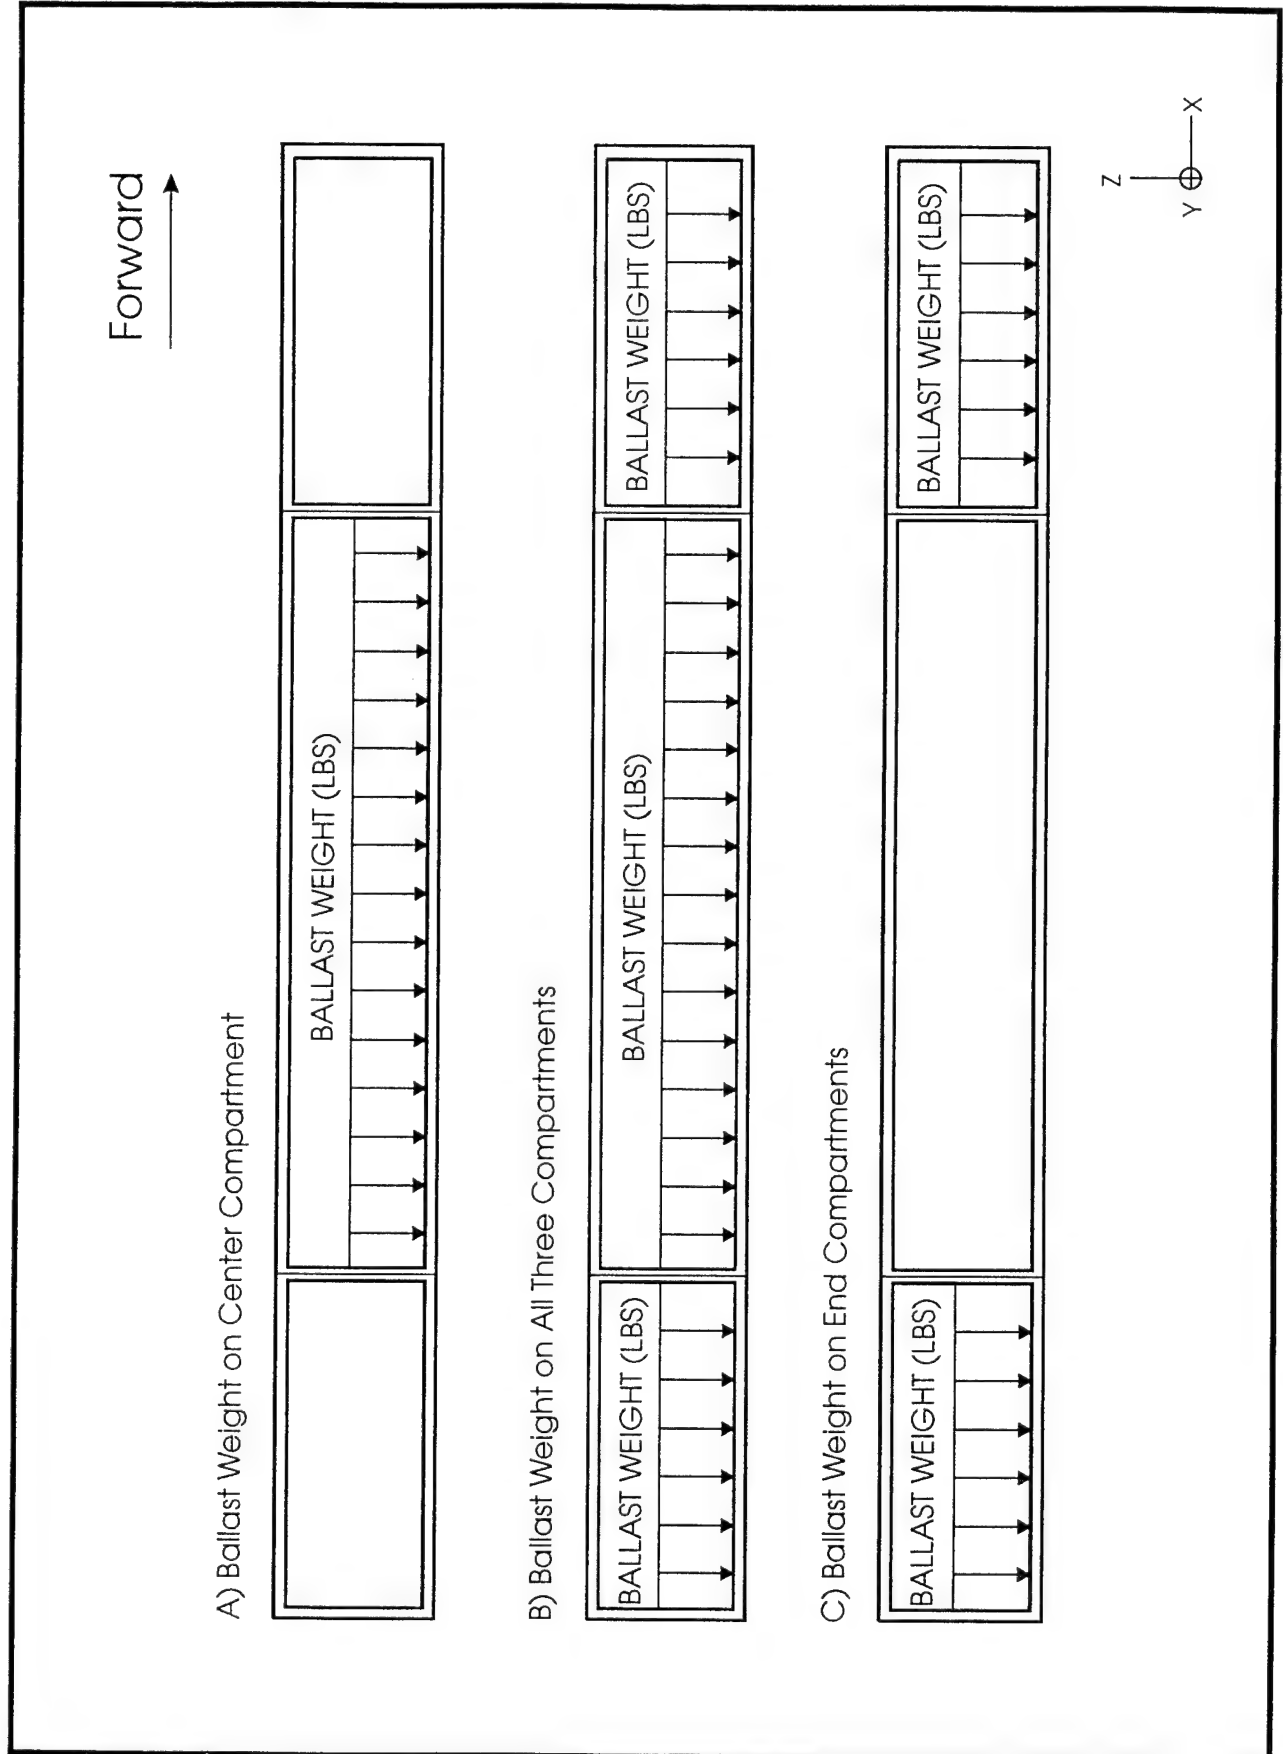 Forward
A) Ballast Weight on Center Compartment
BALLAST WEIGHT (LBS)
B) Ballast Weight on All Three Compartments
BALLAST WEIGHT (LBS)
BALLAST WEIGHT (LBS)
BALLAST WEIGHT (LBS)
C) Ballast Weight on End Compartments
BALLAST WEIGHT (LBS)
BALLAST WEIGHT (LBS)
Z
Y
X